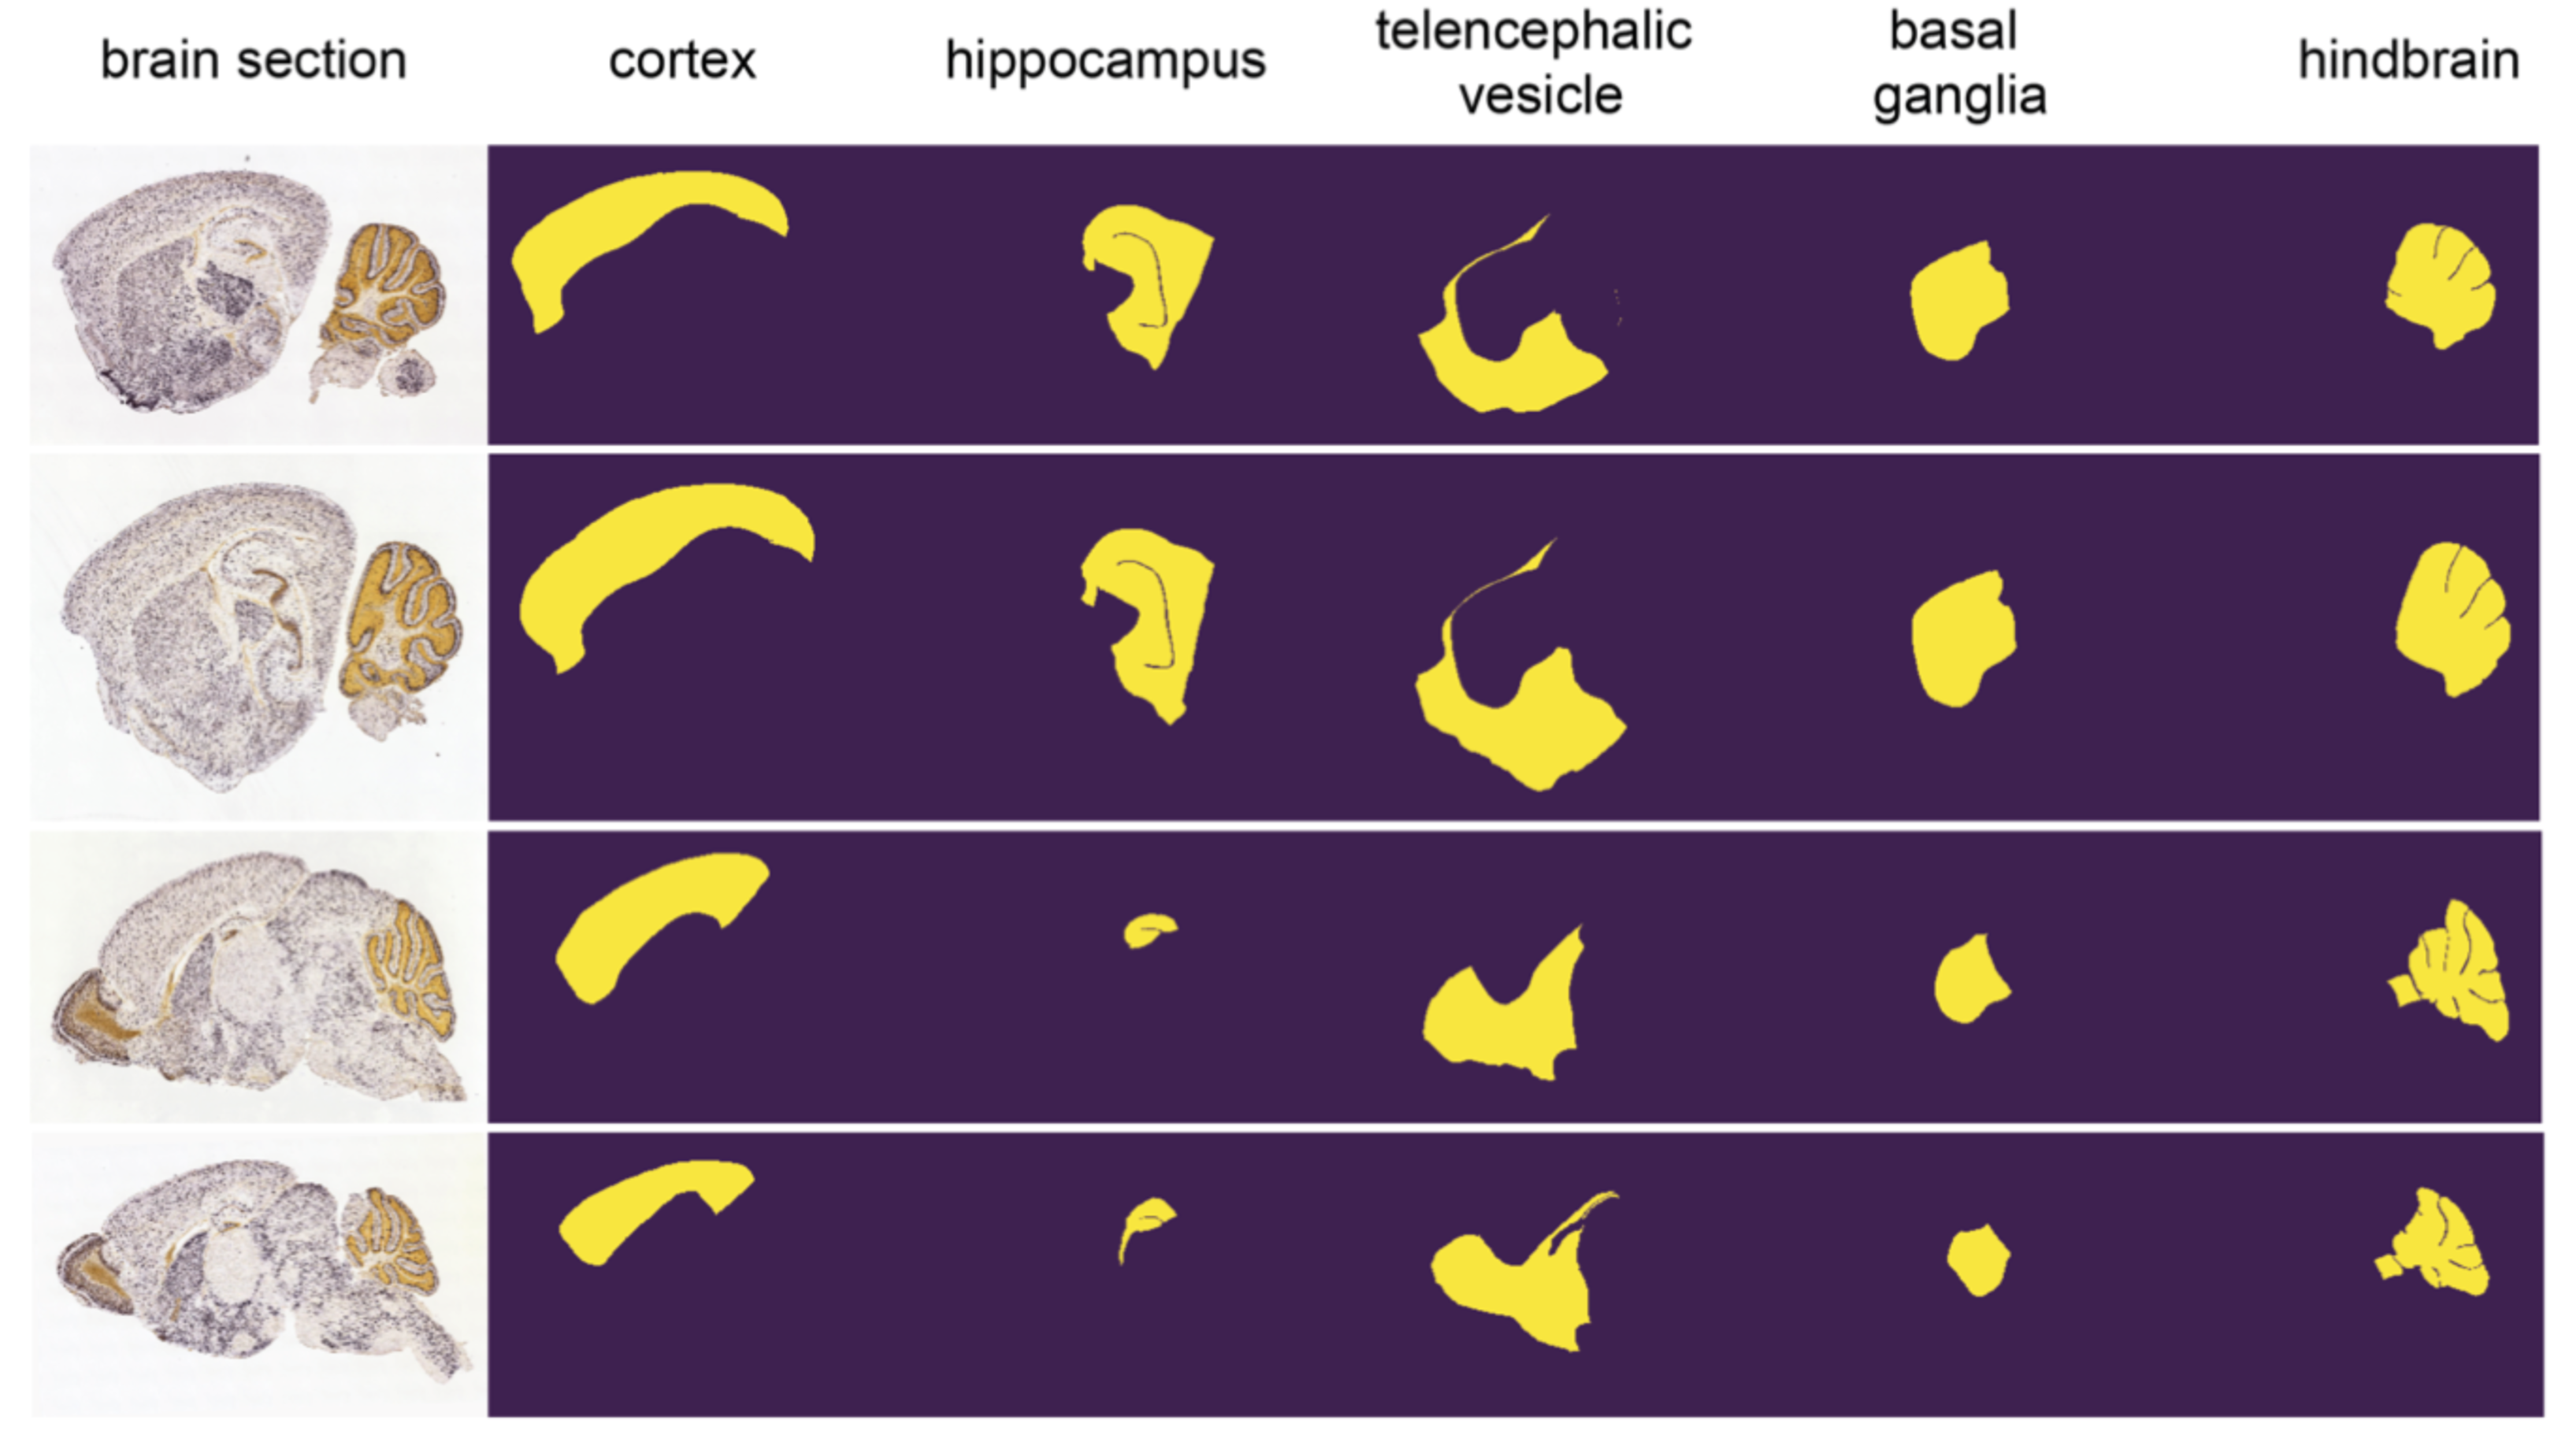 brain section
cortex
hippocampus
telencephalic
vesicle
basal
ganglia
hindbrain